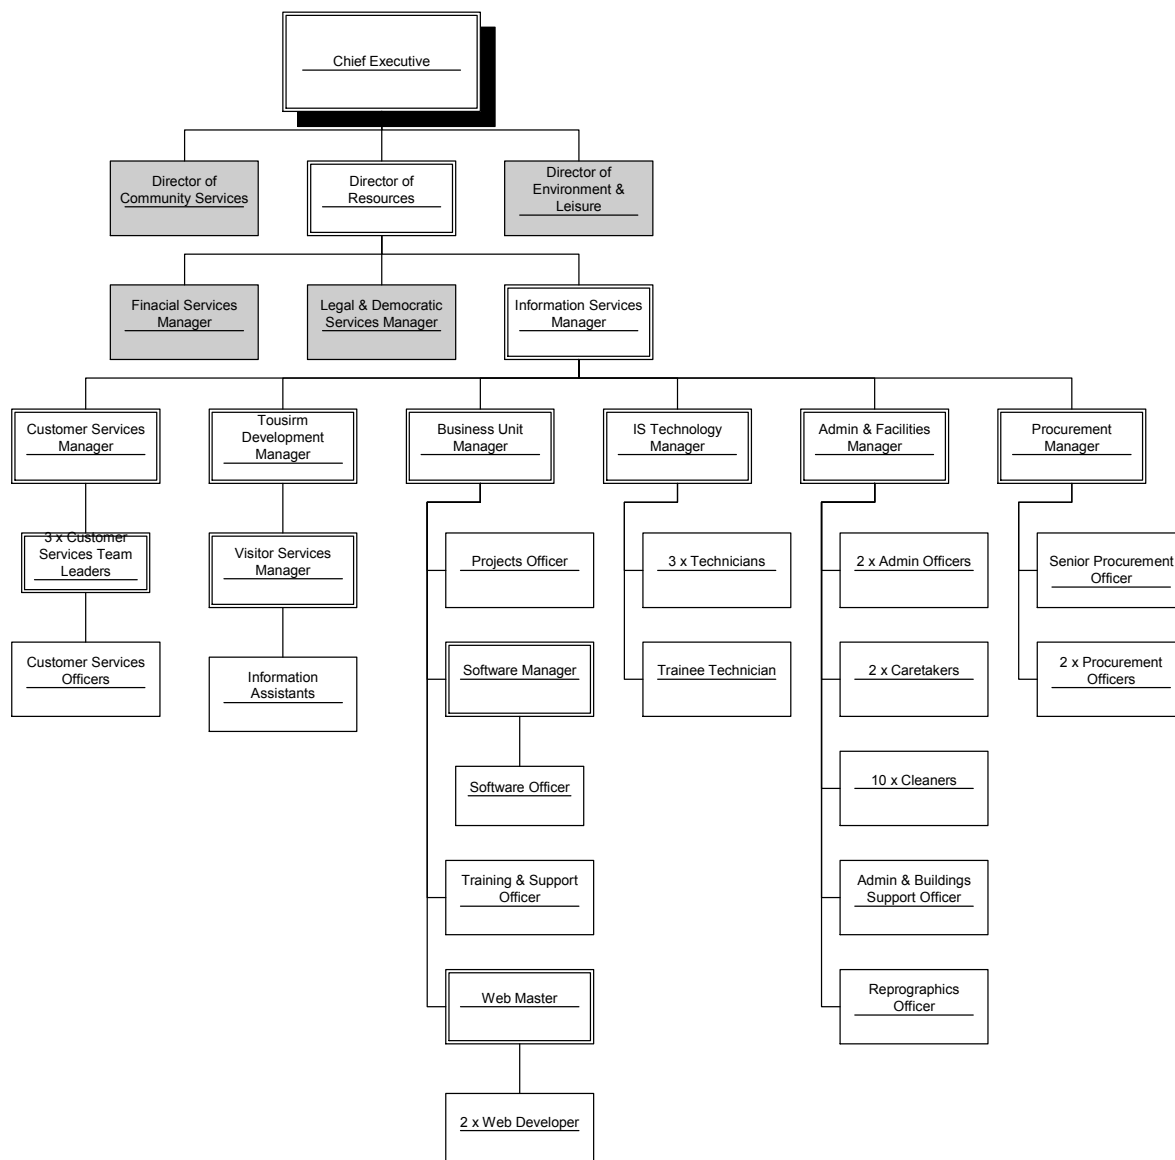 Chief Executive
Director of
Community Services
Director of
Resources
Director of
Environment &
Leisure
Finacial Services
Manager
Legal & Democratic
Services Manager
Information Services
Manager
Customer Services
Manager
Tousirm
Development
Manager
Business Unit
Manager
IS Technology
Manager
Admin & Facilities
Manager
Procurement
Manager
3 x Customer
Services Team
Leaders
Visitor Services
Manager
Projects Officer
3 x Technicians
2 x Admin Officers
Senior Procurement
Officer
Customer Services
Officers
Information
Assistants
Software Manager
Trainee Technician
2 x Caretakers
2 x Procurement
Officers
Software Officer
10 x Cleaners
Training & Support
Officer
Admin & Buildings
Support Officer
Web Master
Reprographics
Officer
2 x Web Developer